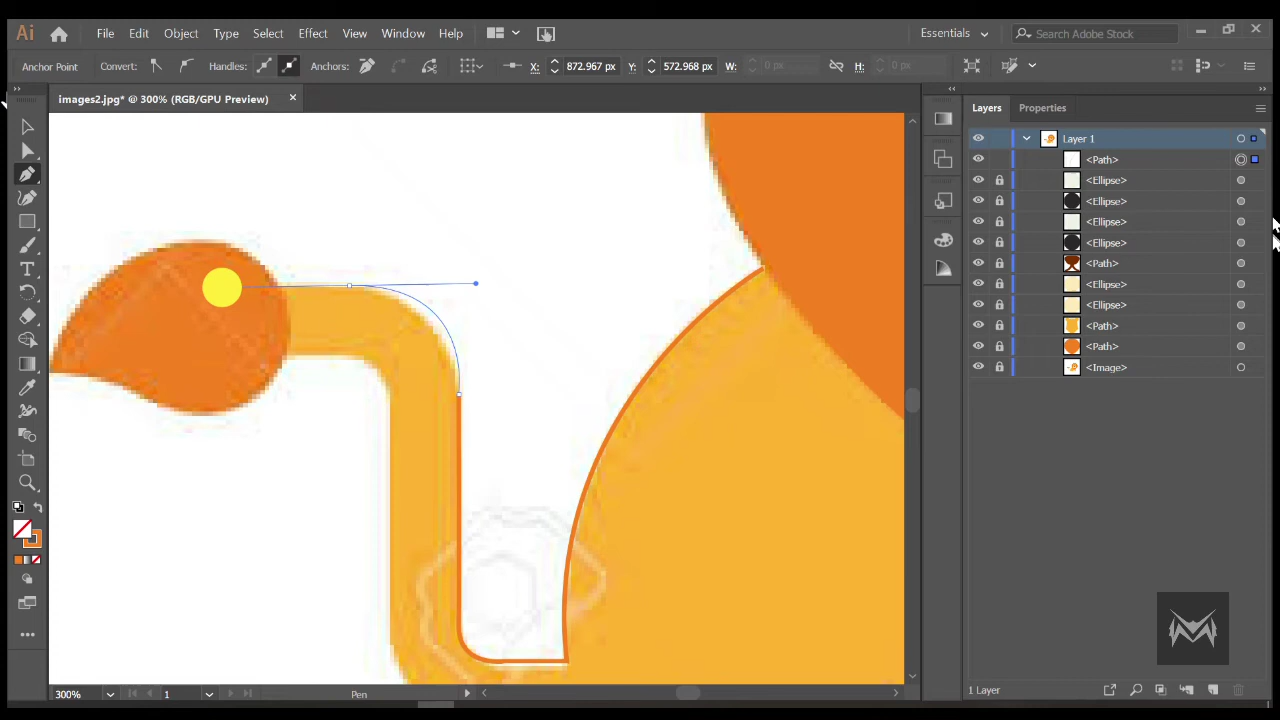 Ai File Edit Object Type Select Effect View Window Help Essentials Search Adobe Stock
Anchor Point Convert: Handles: Anchors: X: 872.967 px Y: 572.968 px W: 0 px H: 0 px
images2.jpg* @ 300% (RGB/GPU Preview)
Layers Properties
Layer 1
<Path>
<Ellipse>
<Ellipse>
<Ellipse>
<Ellipse>
<Path>
<Ellipse>
<Ellipse>
<Path>
<Path>
<Image>
300% 1 Pen 1 Layer